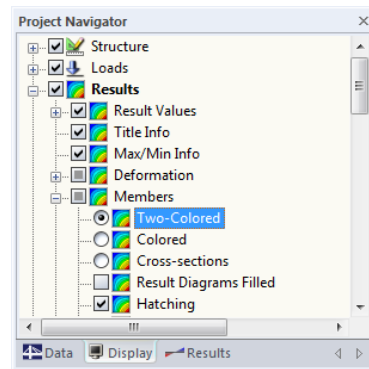 Project Navigator
Structure
Loads
Results
Result Values
Title Info
Max/Min Info
Deformation
Members
Two-Colored
Colored
Cross-sections
Result Diagrams Filled
Hatching
Data Display Results